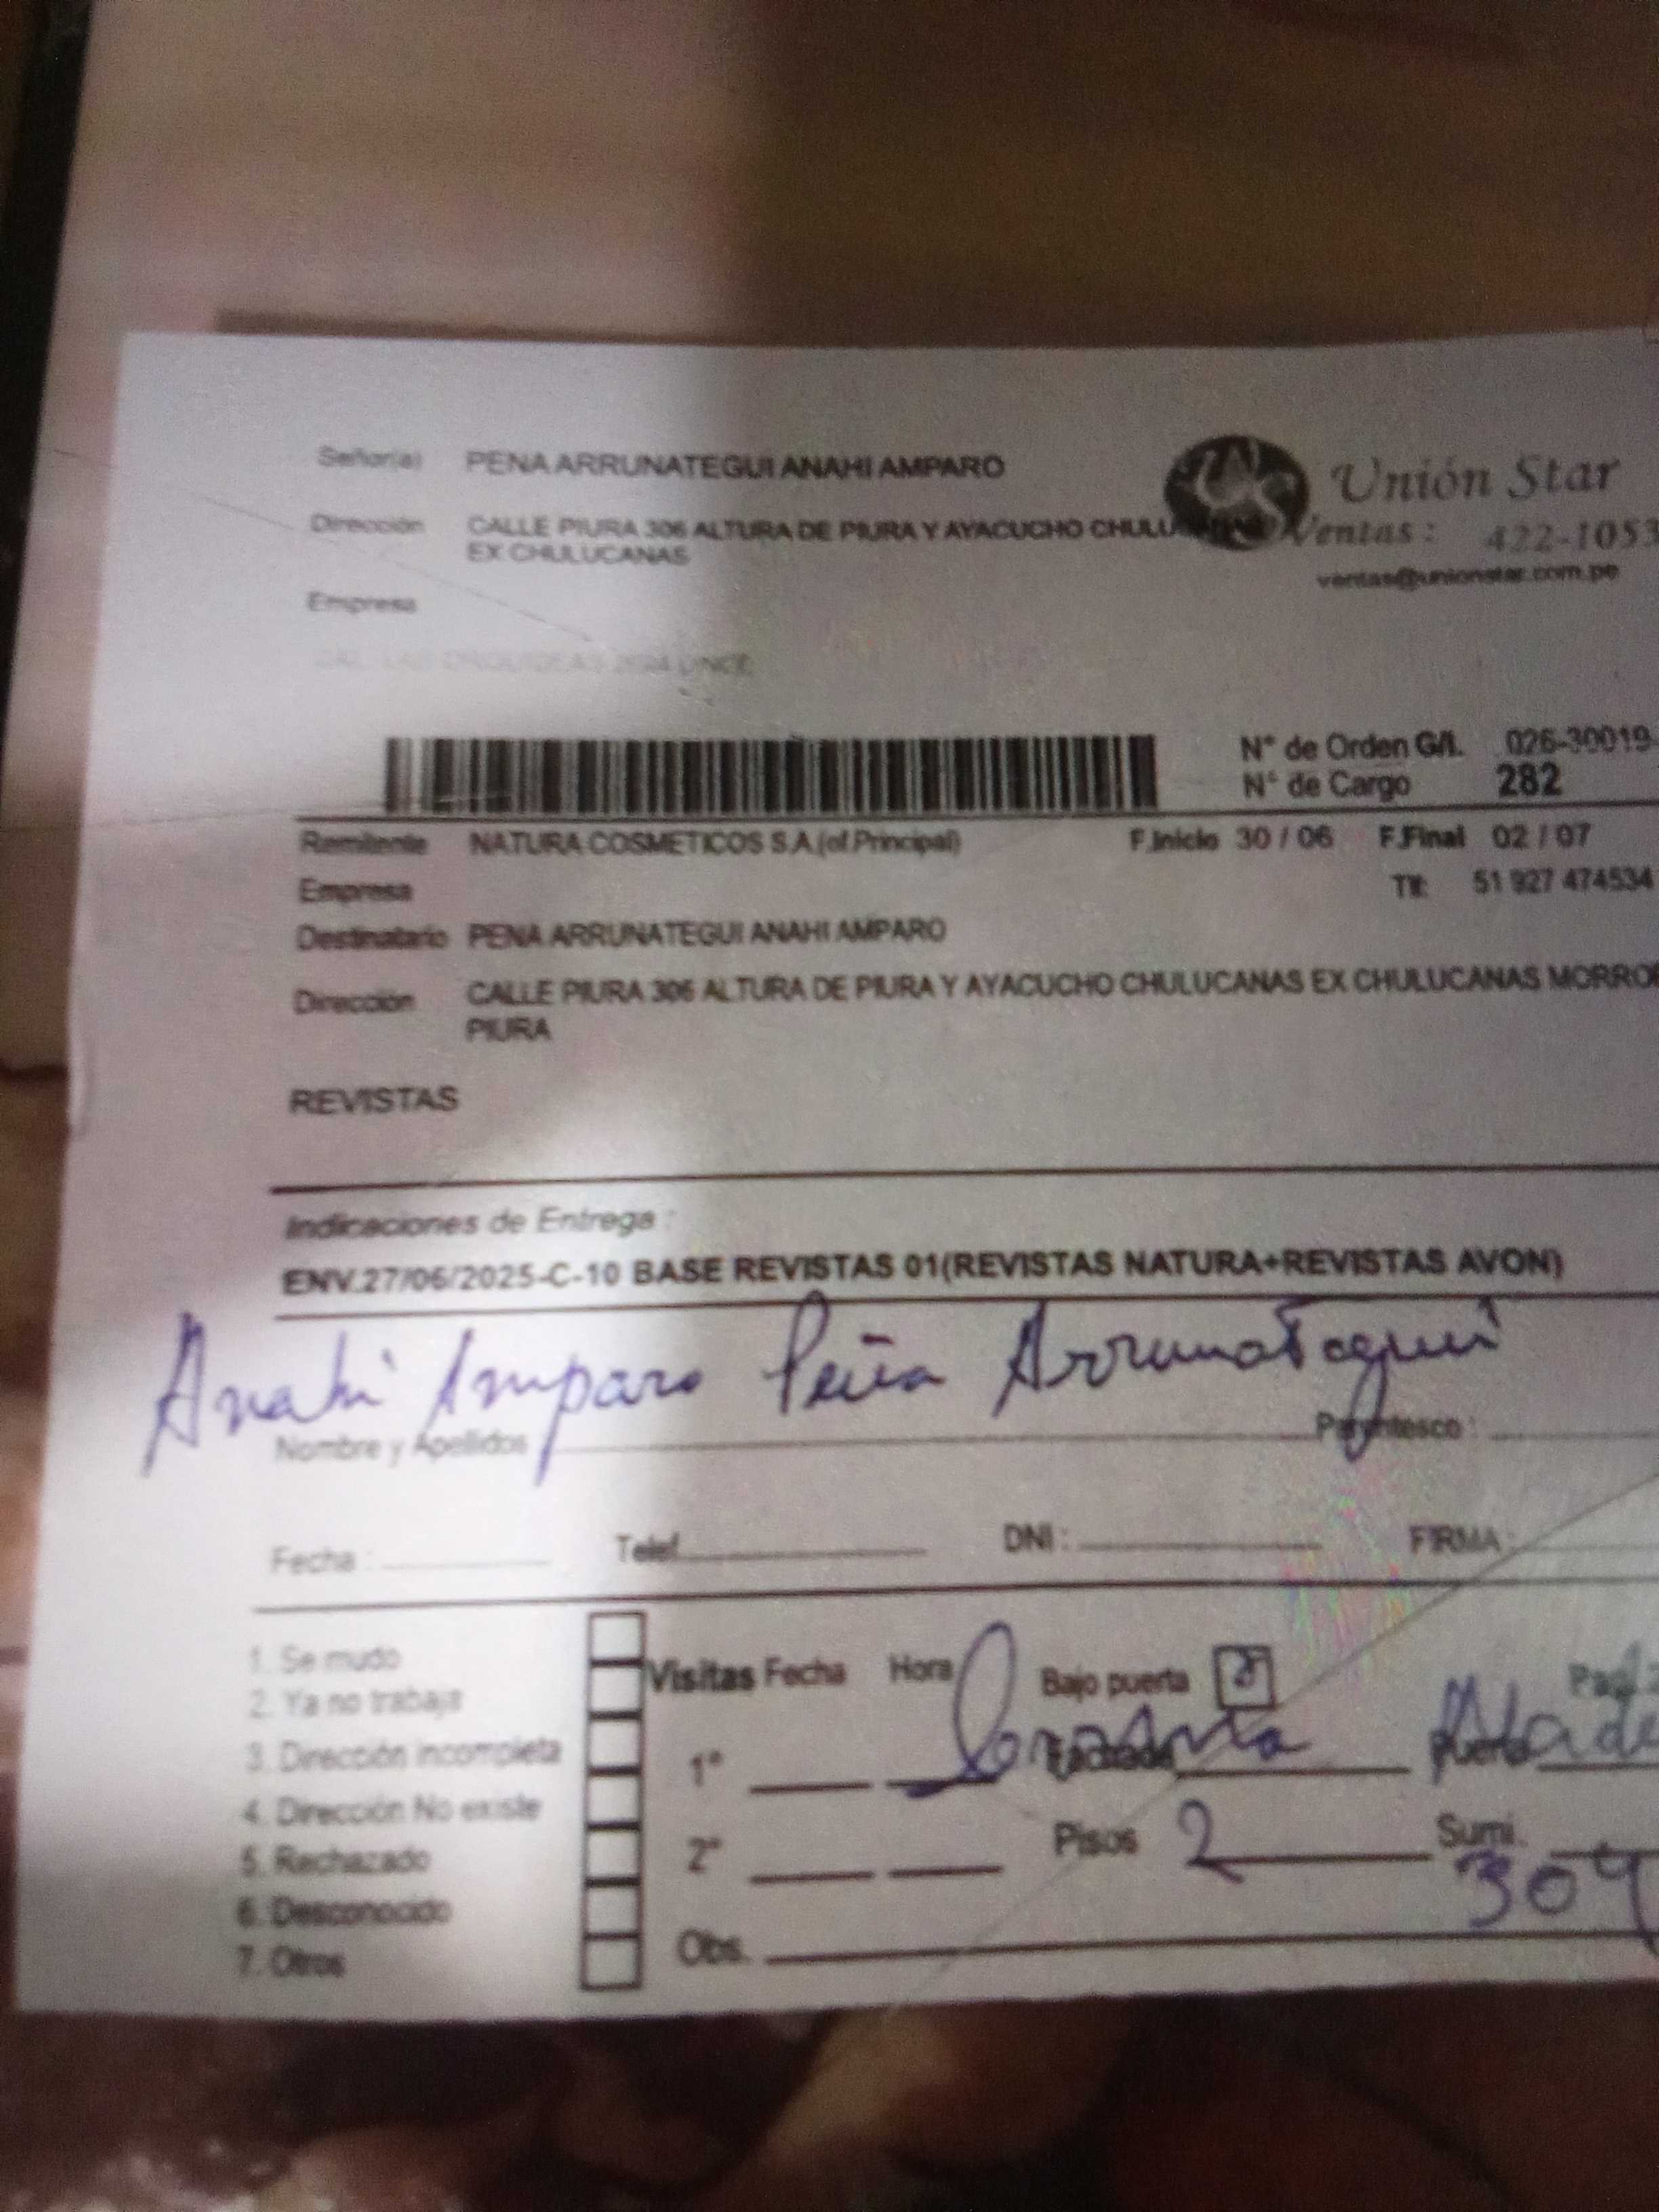 Señor(a) PENA ARRUNATEGUI ANAHI AMPARO
Unión Star
Dirección CALLE PIURA 306 ALTURA DE PIURA Y AYACUCHO CHULU
EX CHULUCANAS
Ventas : 422-1053
ventas@unionstar.com.pe
Empresa
N° de Orden G/L 026-30019-
N° de Cargo 282
Remitente NATURA COSMETICOS S.A.(of.Principal) F.Inicio 30 / 06 F.Final 02 / 07
Empresa Tlf: 51 927 474534
Destinatario PENA ARRUNATEGUI ANAHI AMPARO
Dirección CALLE PIURA 306 ALTURA DE PIURA Y AYACUCHO CHULUCANAS EX CHULUCANAS MORRO
PIURA
REVISTAS
Indicaciones de Entrega :
ENV.27/06/2025-C-10 BASE REVISTAS 01(REVISTAS NATURA+REVISTAS AVON)
Anahi Amparo Peña Arrunategui
Nombre y Apellidos Parentesco :
Fecha : Telef. DNI : FIRMA :
1. Se mudo
2. Ya no trabaja
3. Dirección incompleta
4. Dirección No existe
5. Rechazado
6. Desconocido
7. Otros
Visitas Fecha Hora Bajo puerta
1°
2° Pisos 2 Sumi.
304
Obs.